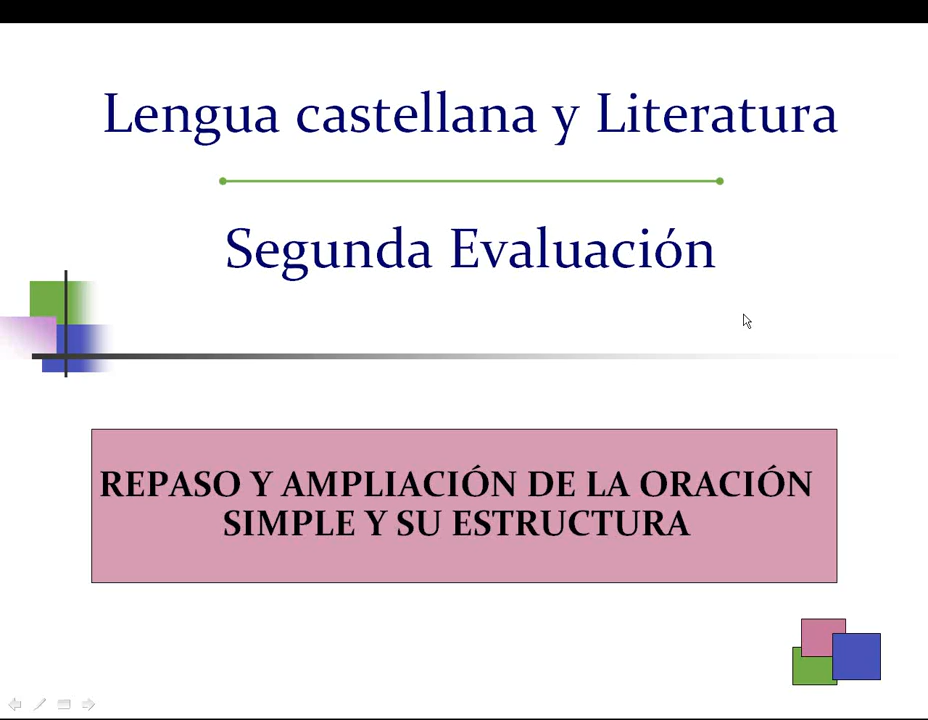 Lengua castellana y Literatura
Segunda Evaluación
REPASO Y AMPLIACIÓN DE LA ORACIÓN
SIMPLE Y SU ESTRUCTURA